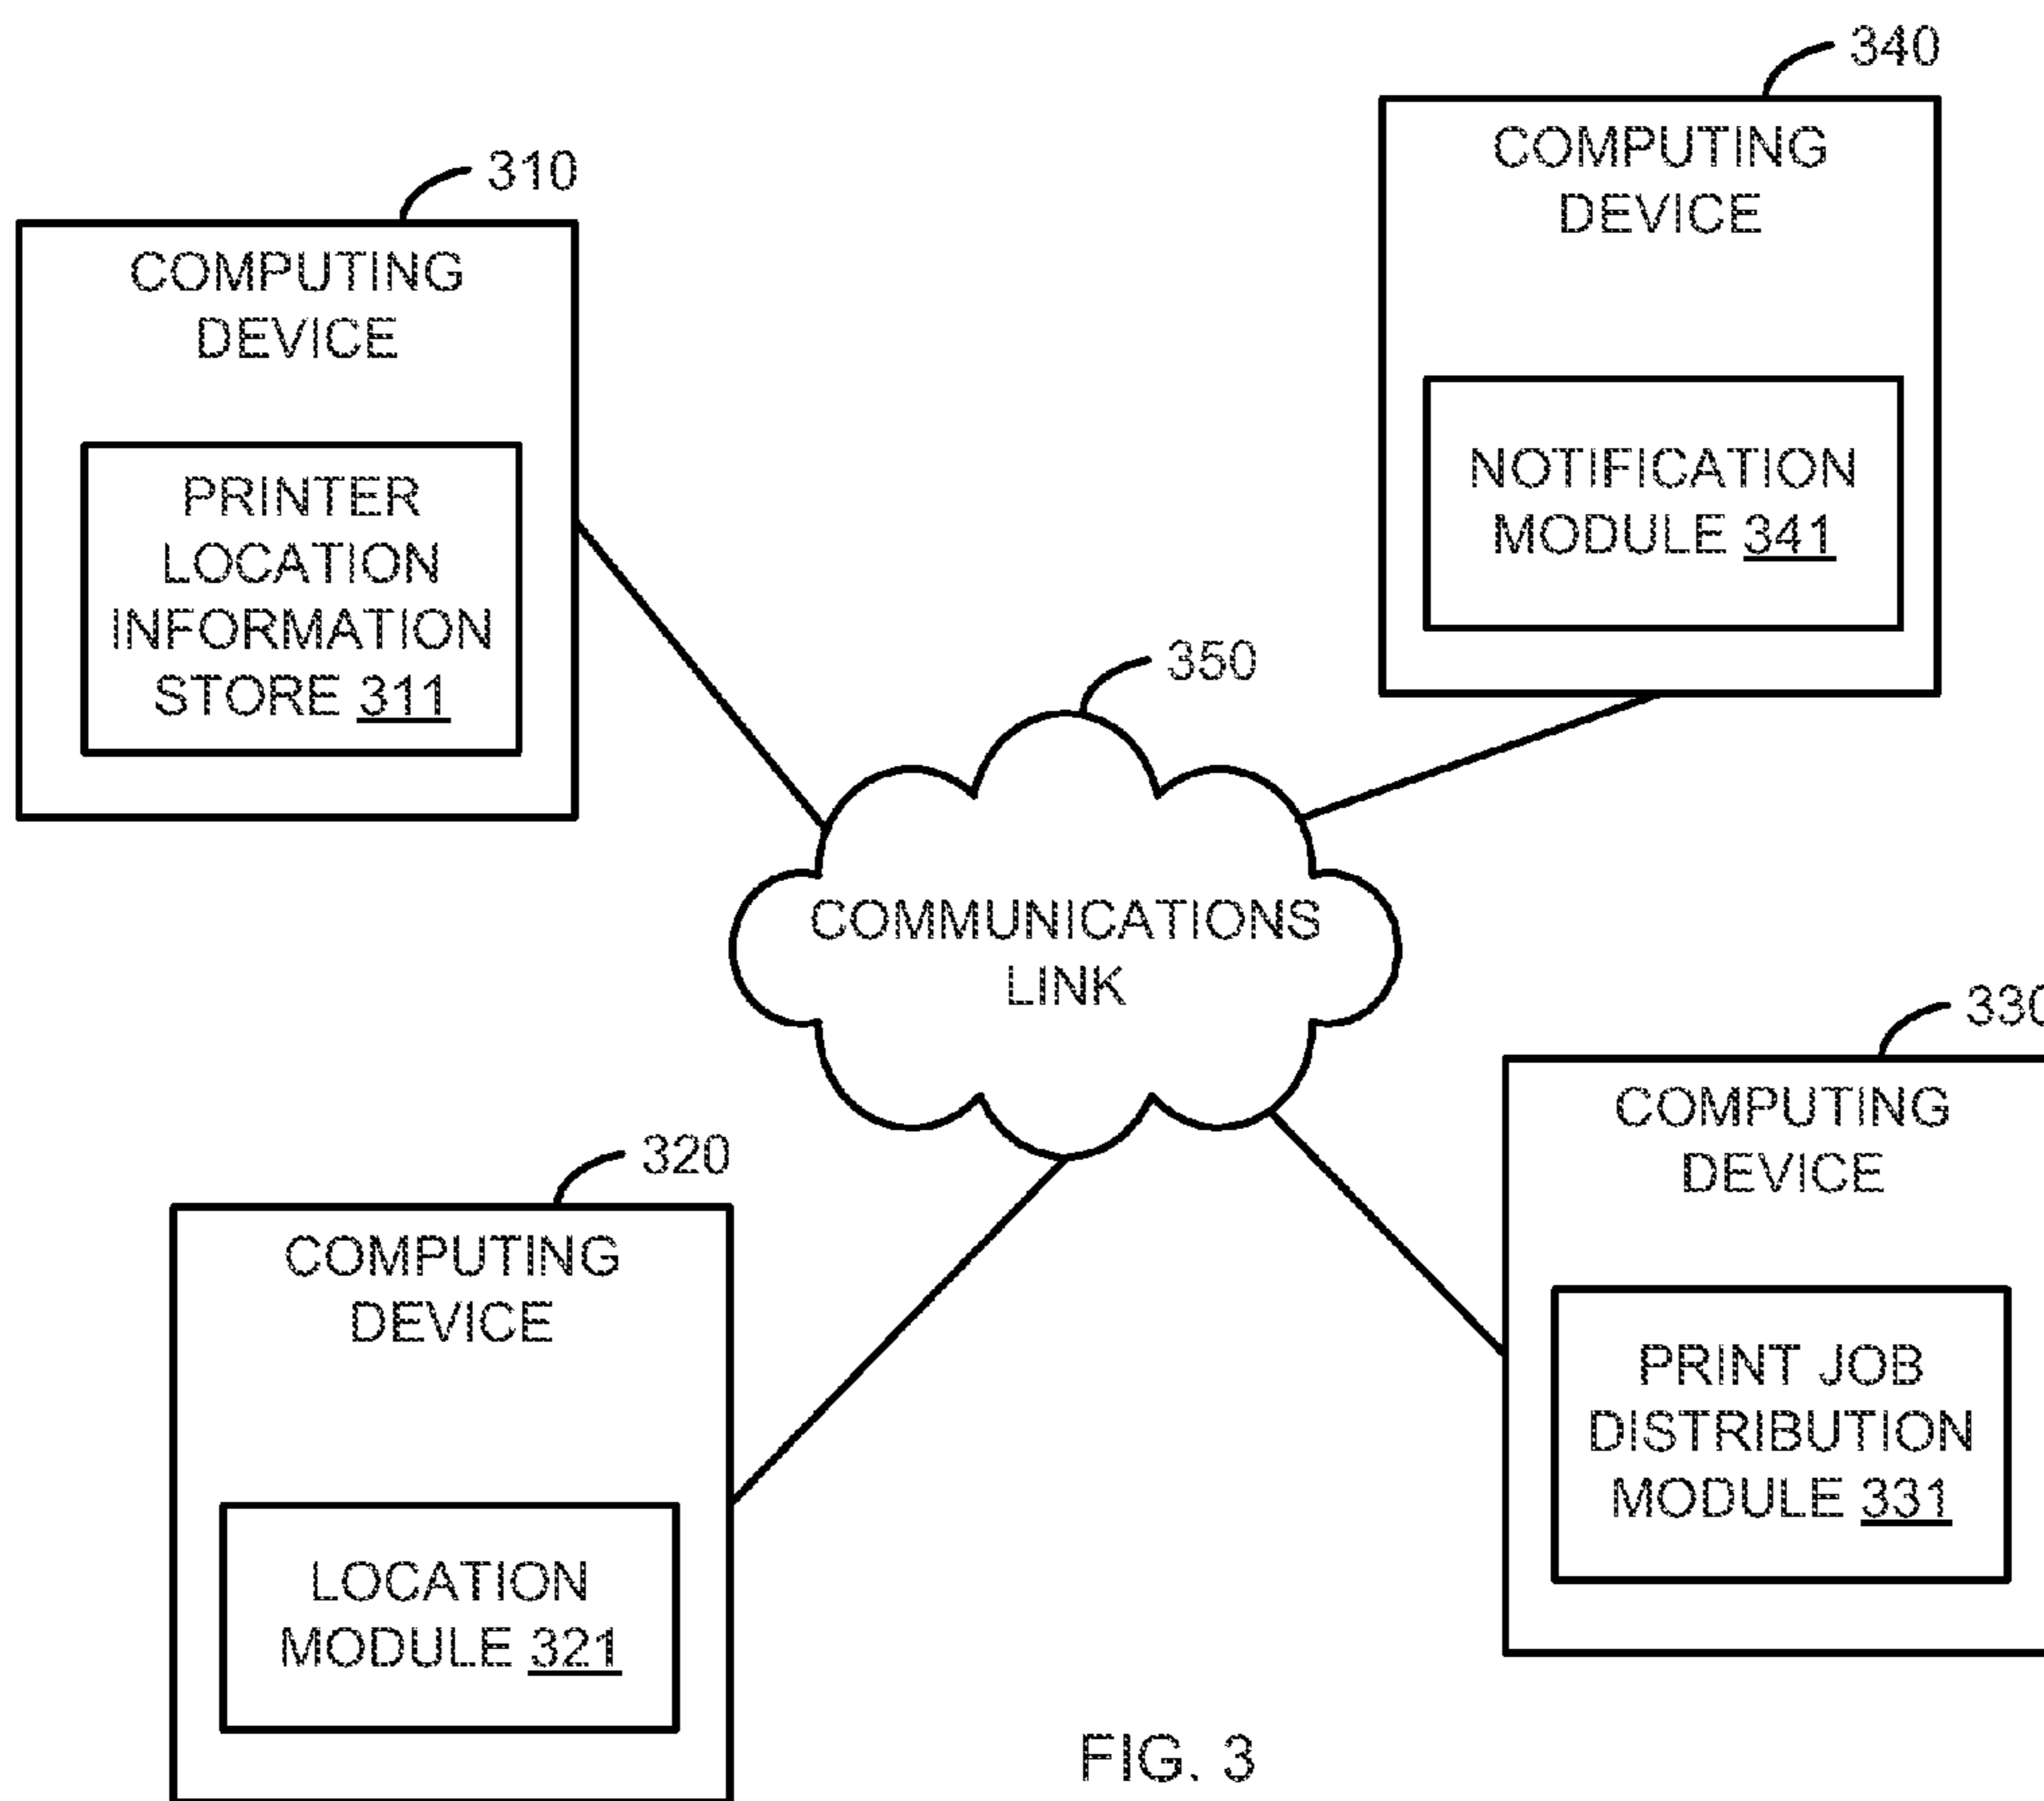 340
COMPUTING
DEVICE
NOTIFICATION
MODULE 341
310
COMPUTING
DEVICE
PRINTER
LOCATION
INFORMATION
STORE 311
350
COMMUNICATIONS
LINK
330
COMPUTING
DEVICE
PRINT JOB
DISTRIBUTION
MODULE 331
320
COMPUTING
DEVICE
LOCATION
MODULE 321
FIG. 3